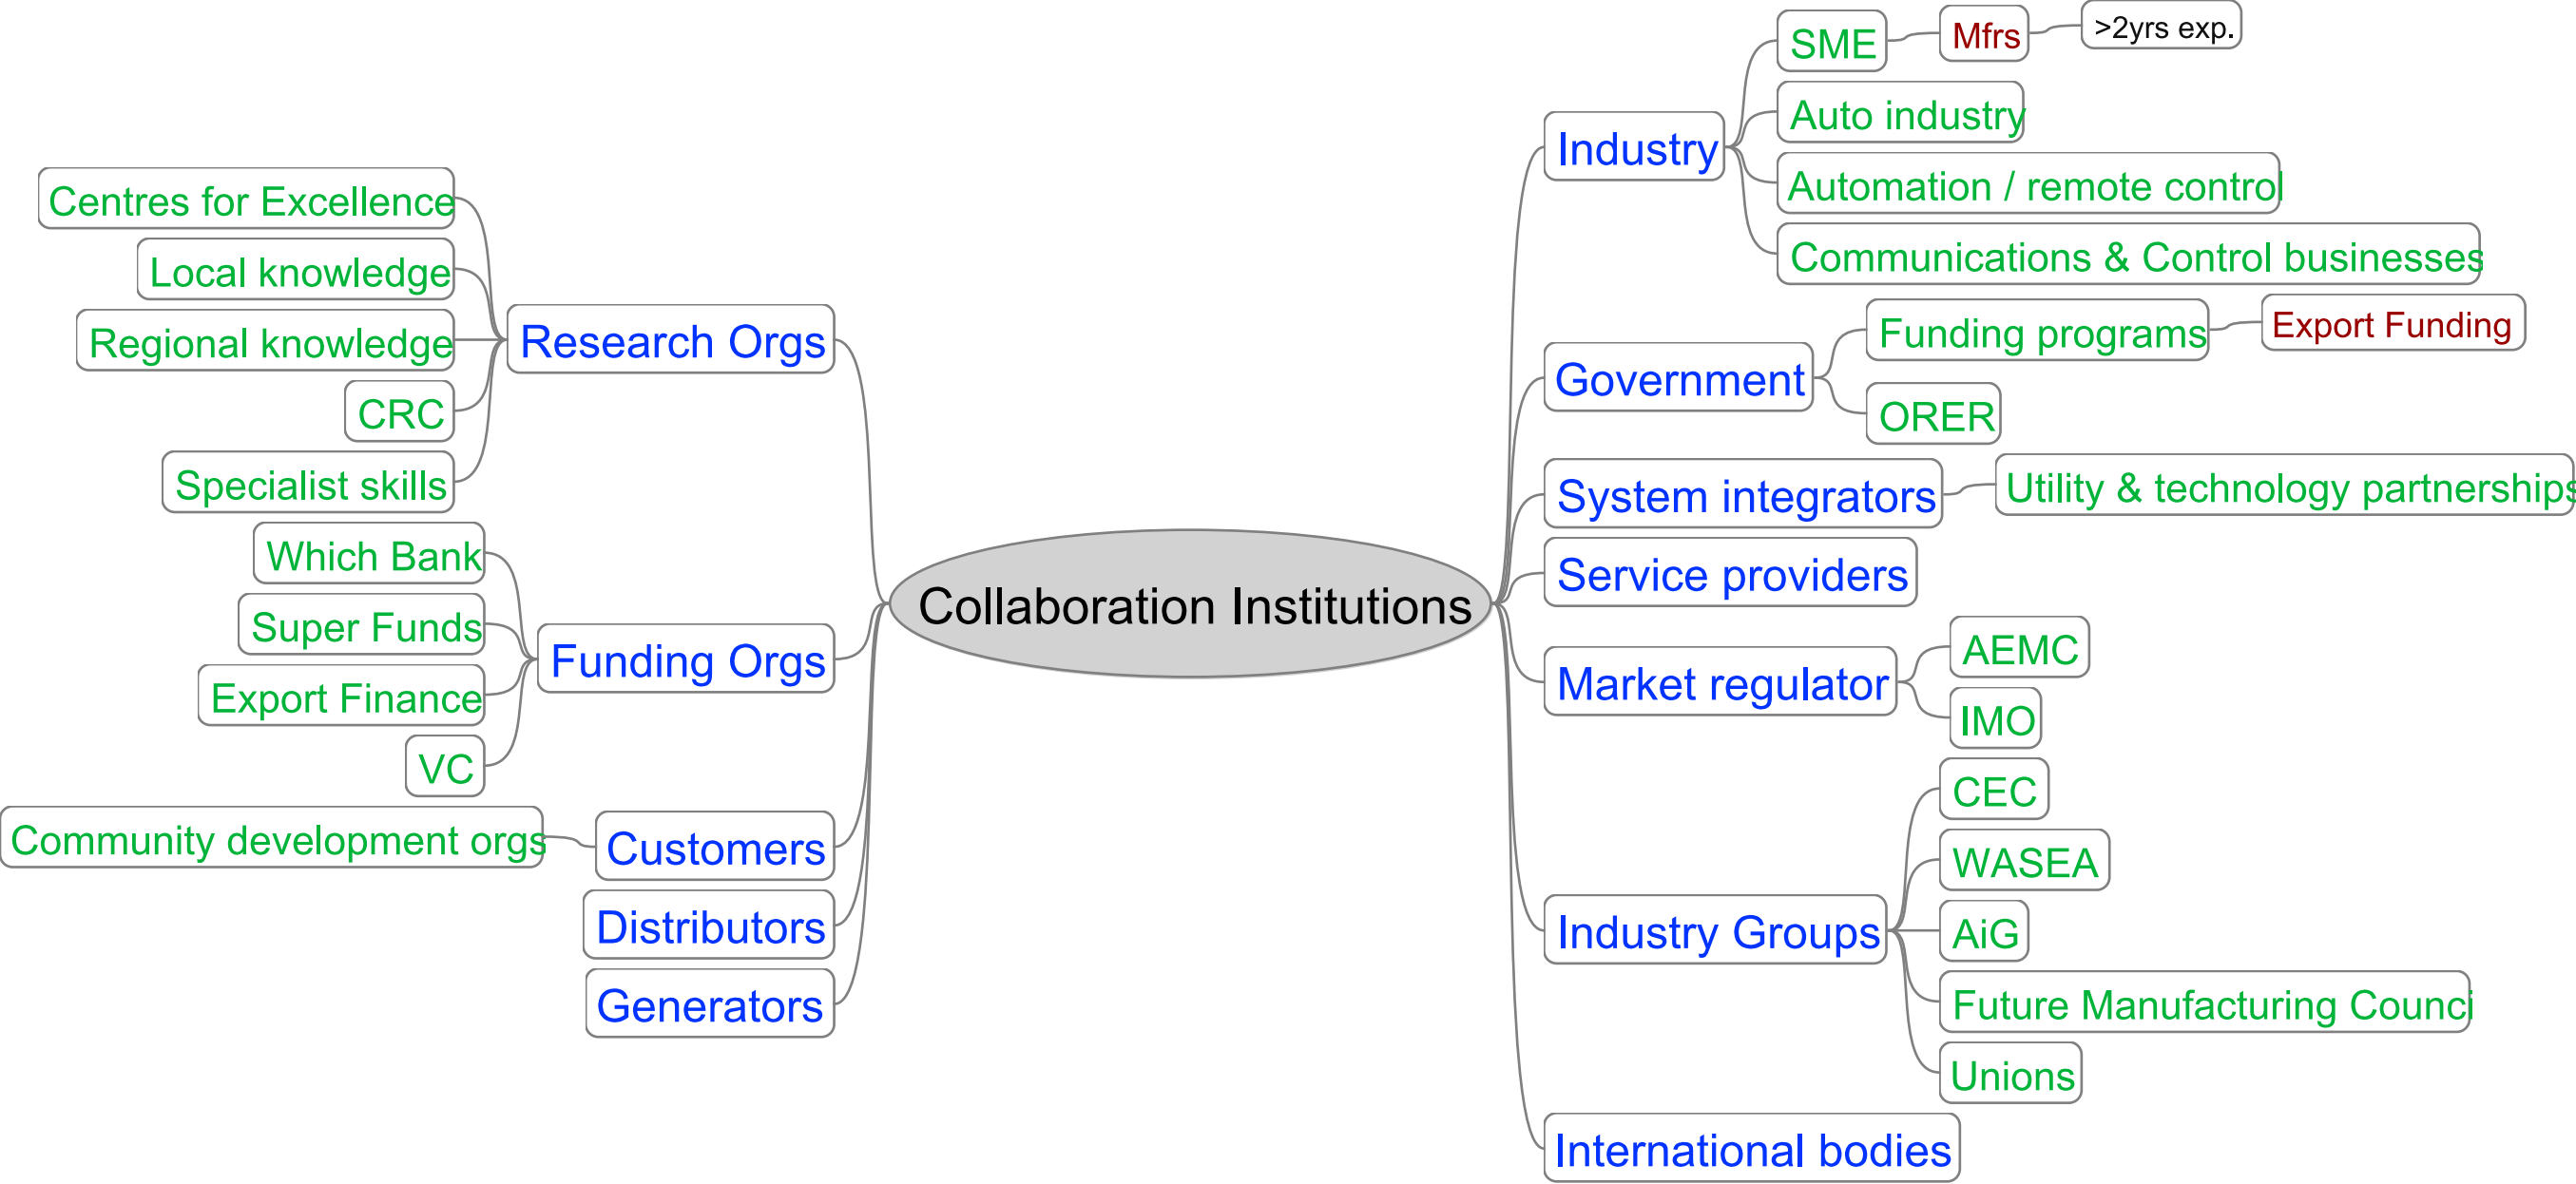 Collaboration Institutions
Industry
SME
Mfrs
>2yrs exp.
Auto industry
Automation / remote control
Communications & Control businesses
Government
Funding programs
Export Funding
ORER
System integrators
Utility & technology partnerships
Service providers
Market regulator
AEMC
IMO
Industry Groups
CEC
WASEA
AiG
Future Manufacturing Counci
Unions
International bodies
Research Orgs
Centres for Excellence
Local knowledge
Regional knowledge
CRC
Specialist skills
Funding Orgs
Which Bank
Super Funds
Export Finance
VC
Customers
Community development orgs
Distributors
Generators